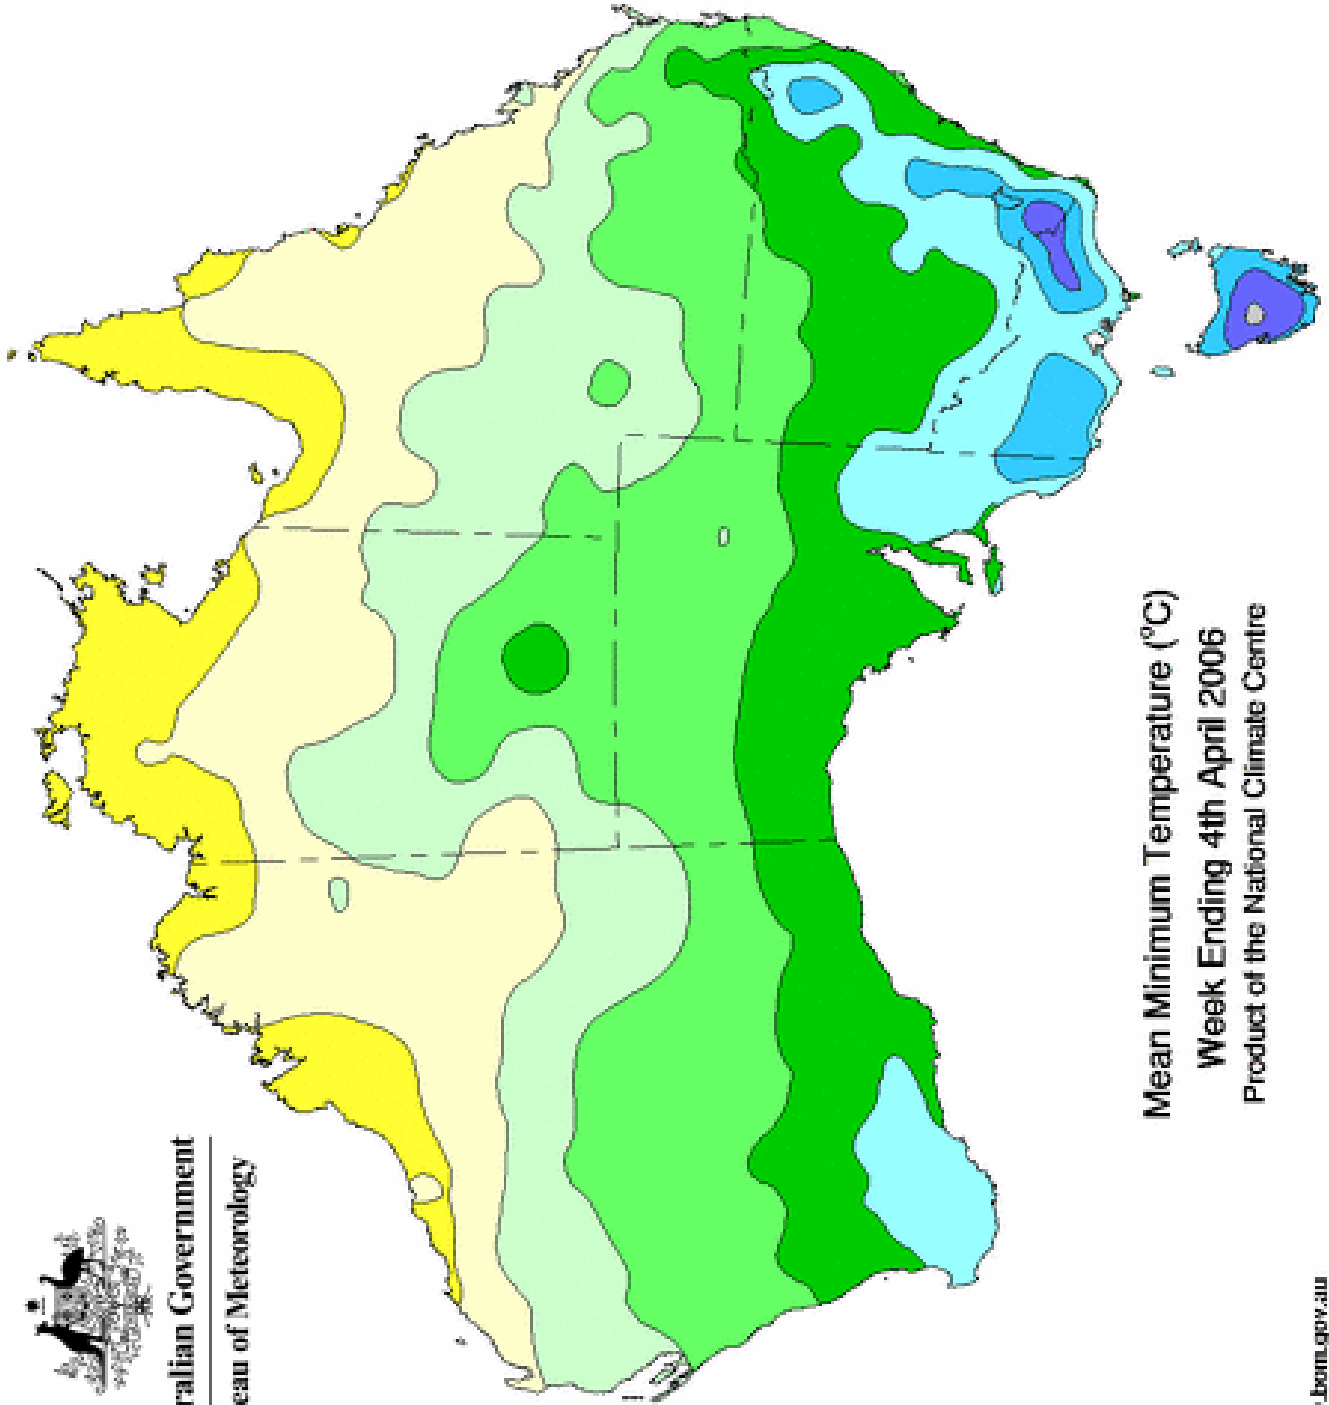 ralian Government
eau of Meteorology
Mean Minimum Temperature (°C)
Week Ending 4th April 2006
Product of the National Climate Centre
.bom.gov.au